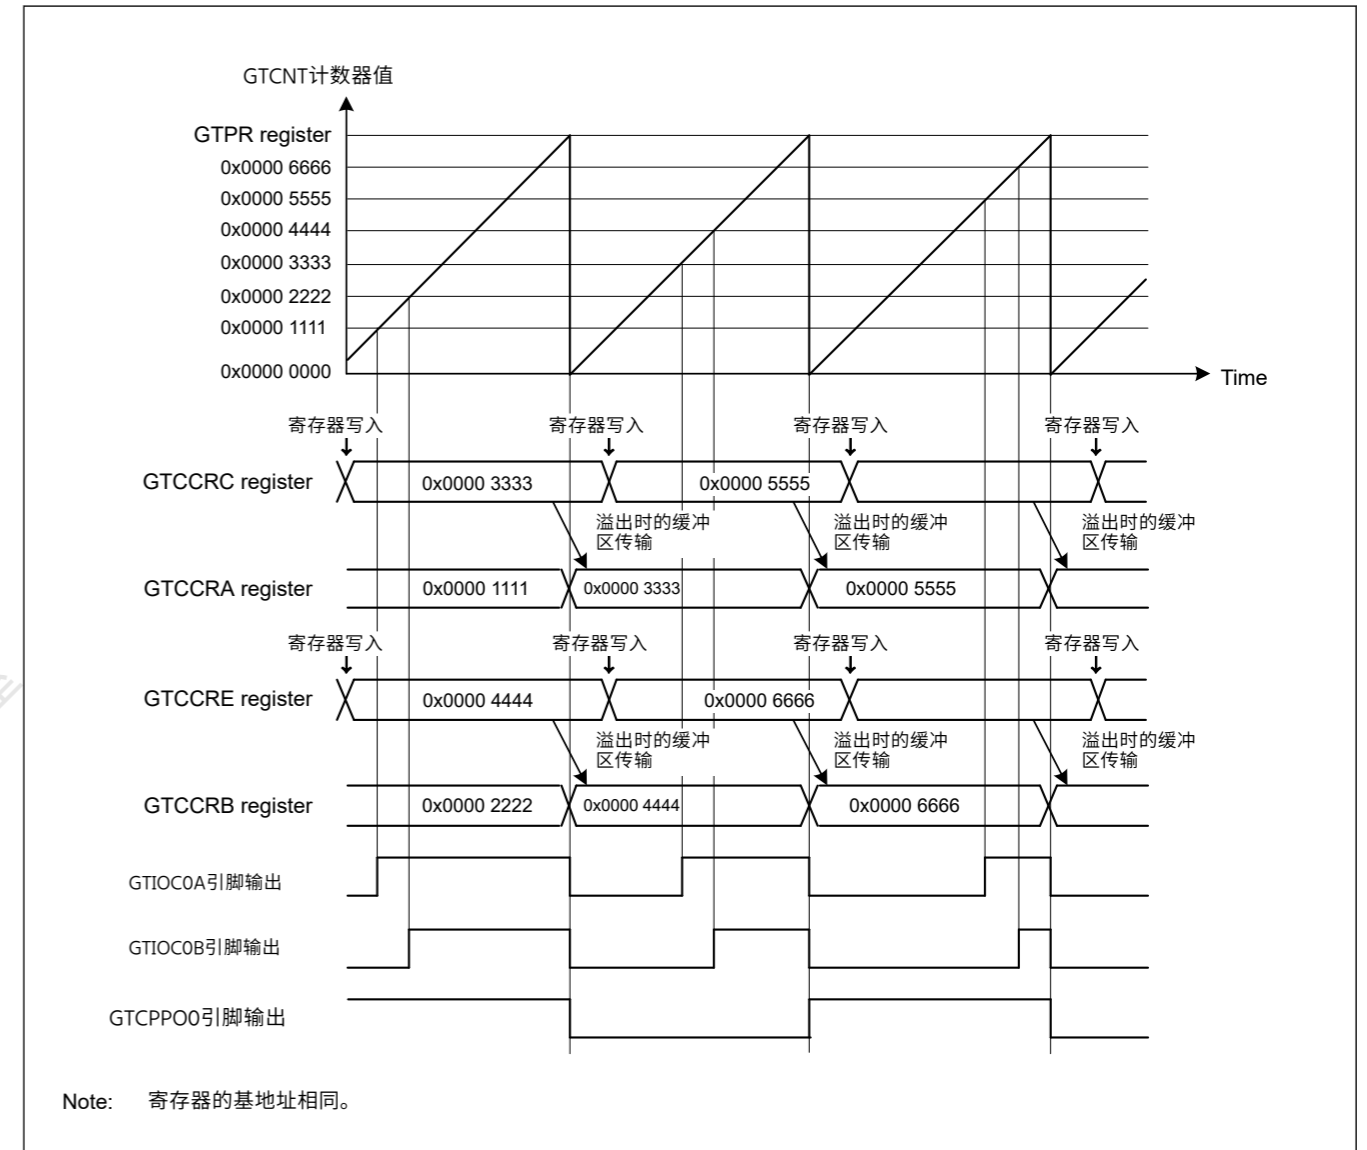 GTCNT计数器值
GTPR register
0x0000 6666
0x0000 5555
0x0000 4444
0x0000 3333
0x0000 2222
0x0000 1111
0x0000 0000
Time
寄存器写入 寄存器写入 寄存器写入 寄存器写入
GTCCRC register 0x0000 3333 0x0000 5555
溢出时的缓冲 溢出时的缓冲 溢出时的缓冲
区传输 区传输 区传输
GTCCRA register 0x0000 1111 0x0000 3333 0x0000 5555
寄存器写入 寄存器写入 寄存器写入 寄存器写入
GTCCRE register 0x0000 4444 0x0000 6666
溢出时的缓冲 溢出时的缓冲 溢出时的缓冲
区传输 区传输 区传输
GTCCRB register 0x0000 2222 0x0000 4444 0x0000 6666
GTIOC0A引脚输出
GTIOC0B引脚输出
GTCPPO0引脚输出
Note: 寄存器的基地址相同。